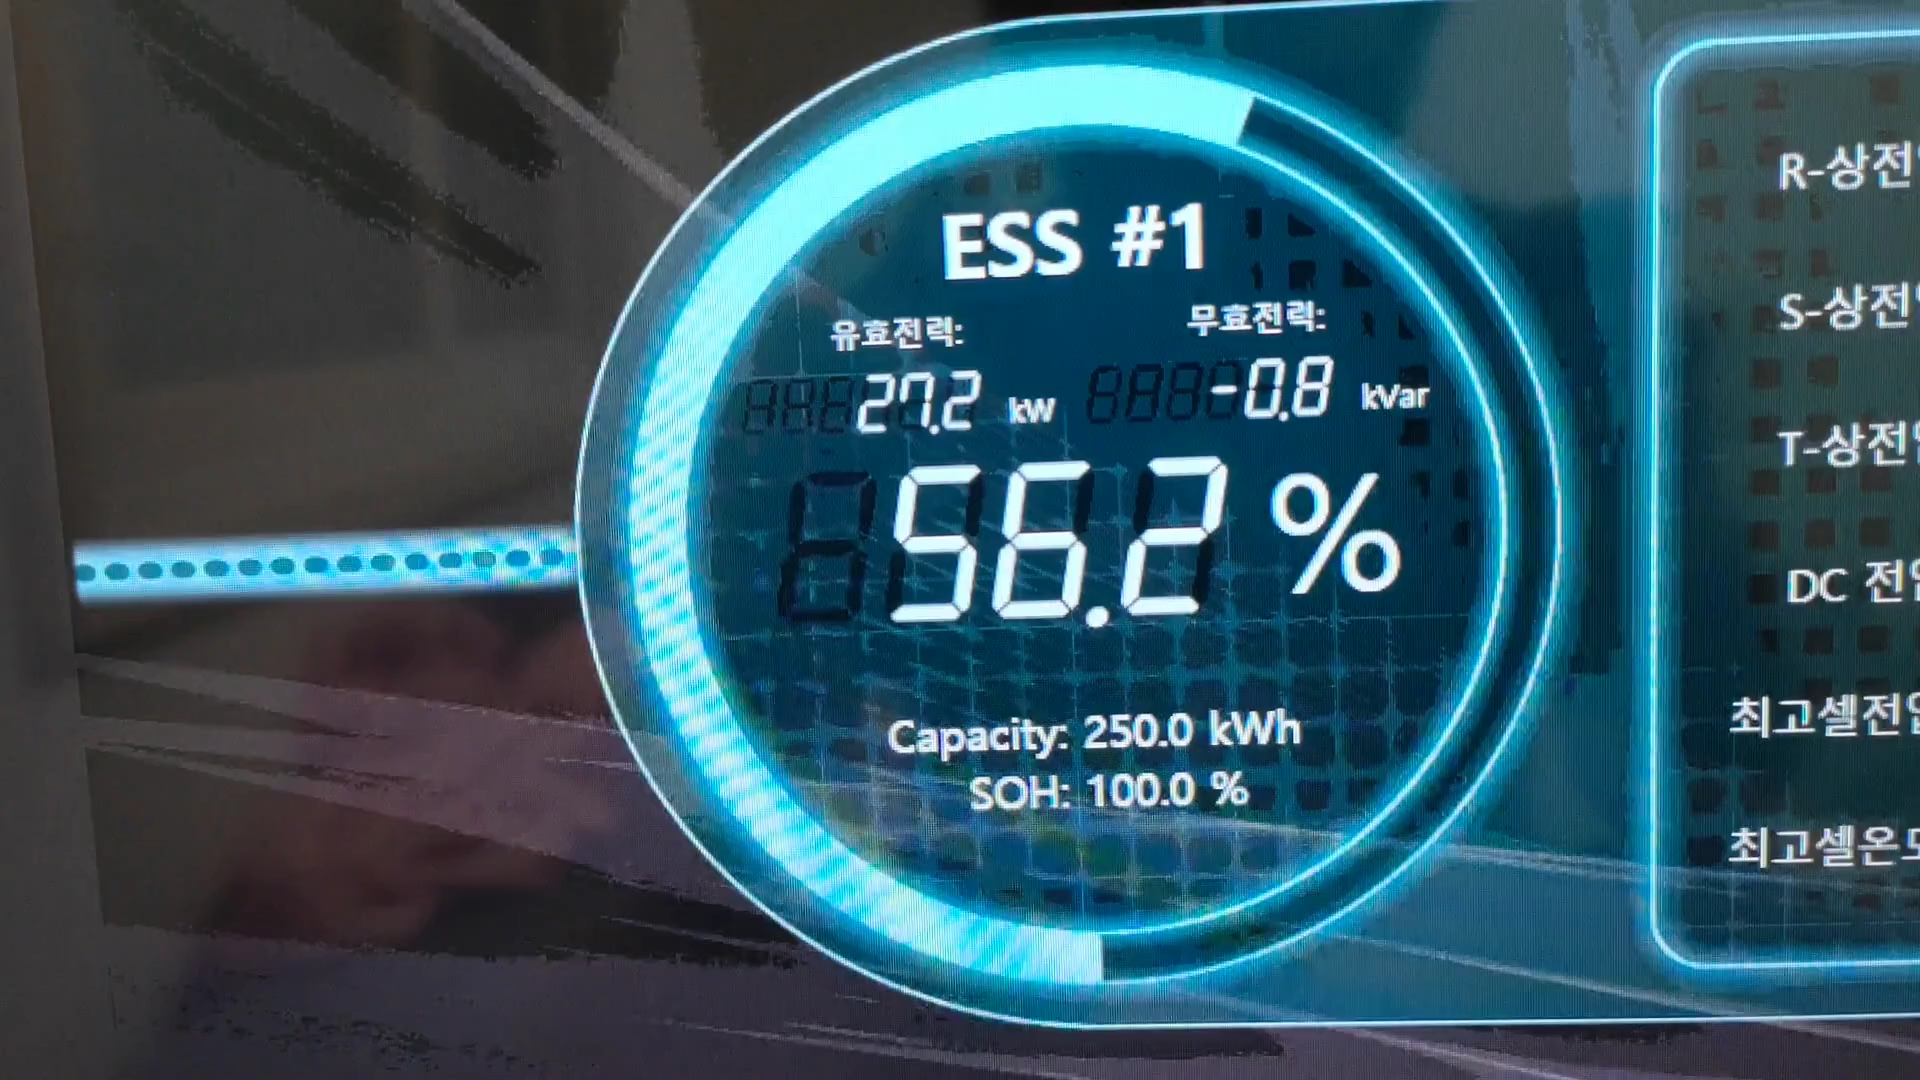 ESS #1
유효전력: 무효전력:
27.2 kW -0.8 kVar
56.2 %
Capacity: 250.0 kWh
SOH: 100.0 %
R-상전
S-상전
T-상전
DC 전
최고셀전
최고셀온